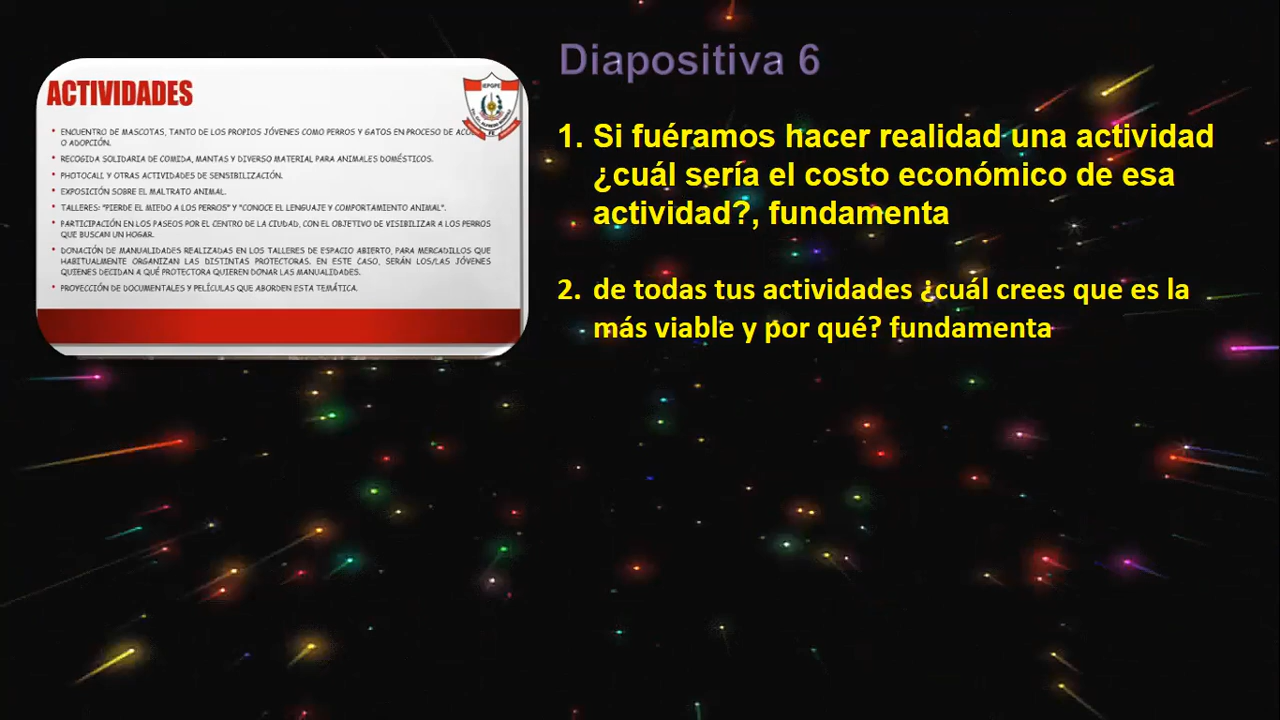 Diapositiva 6
ACTIVIDADES
IEPGPE
• ENCUENTRO DE MASCOTAS, TANTO DE LOS PROPIOS JÓVENES COMO PERROS Y GATOS EN PROCESO DE
O ADOPCIÓN.
• RECOGIDA SOLIDARIA DE COMIDA, MANTAS Y DIVERSO MATERIAL PARA ANIMALES DOMÉSTICOS.
• PHOTOCALL Y OTRAS ACTIVIDADES DE SENSIBILIZACIÓN.
• EXPOSICIÓN SOBRE EL MALTRATO ANIMAL.
• TALLERES: "PIERDE EL MIEDO A LOS PERROS" Y "CONOCE EL LENGUAJE Y COMPORTAMIENTO ANIMAL".
• PARTICIPACIÓN EN LOS PASEOS POR EL CENTRO DE LA CIUDAD, CON EL OBJETIVO DE VISIBILIZAR A LOS PERROS
QUE BUSCAN UN HOGAR.
• DONACIÓN DE MANUALIDADES REALIZADAS EN LOS TALLERES DE ESPACIO ABIERTO, PARA MERCADILLOS QUE
HABITUALMENTE ORGANIZAN LAS DISTINTAS PROTECTORAS. EN ESTE CASO, SERÁN LOS/LAS JÓVENES
QUIENES DECIDAN A QUÉ PROTECTORA QUIEREN DONAR LAS MANUALIDADES.
• PROYECCIÓN DE DOCUMENTALES Y PELÍCULAS QUE ABORDEN ESTA TEMÁTICA.
1. Si fuéramos hacer realidad una actividad
¿cuál sería el costo económico de esa
actividad?, fundamenta
2. de todas tus actividades ¿cuál crees que es la
más viable y por qué? fundamenta